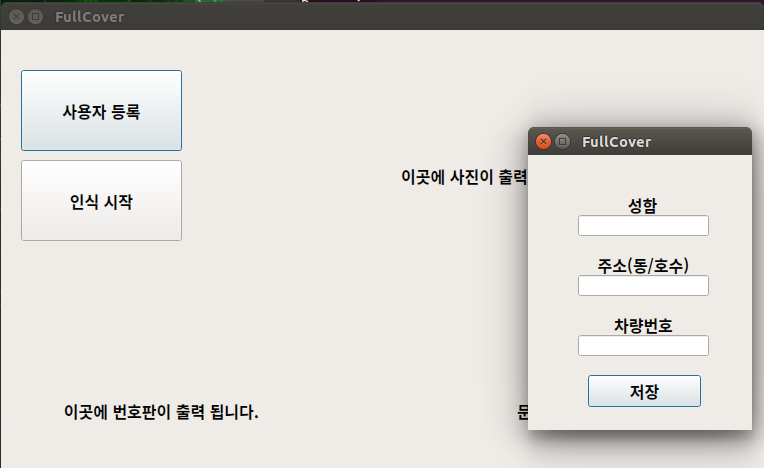 FullCover
사용자 등록
인식 시작
이곳에 사진이 출력
이곳에 번호판이 출력 됩니다.
FullCover
성함
주소(동/호수)
차량번호
저장